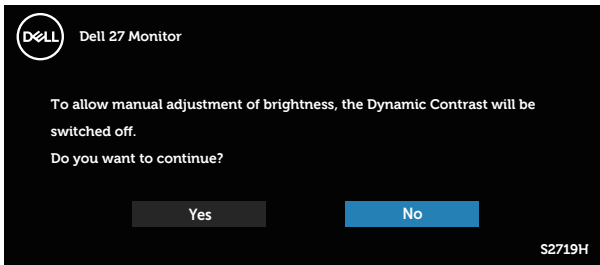 DELL
Dell 27 Monitor
To allow manual adjustment of brightness, the Dynamic Contrast will be
switched off.
Do you want to continue?
Yes No
S2719H